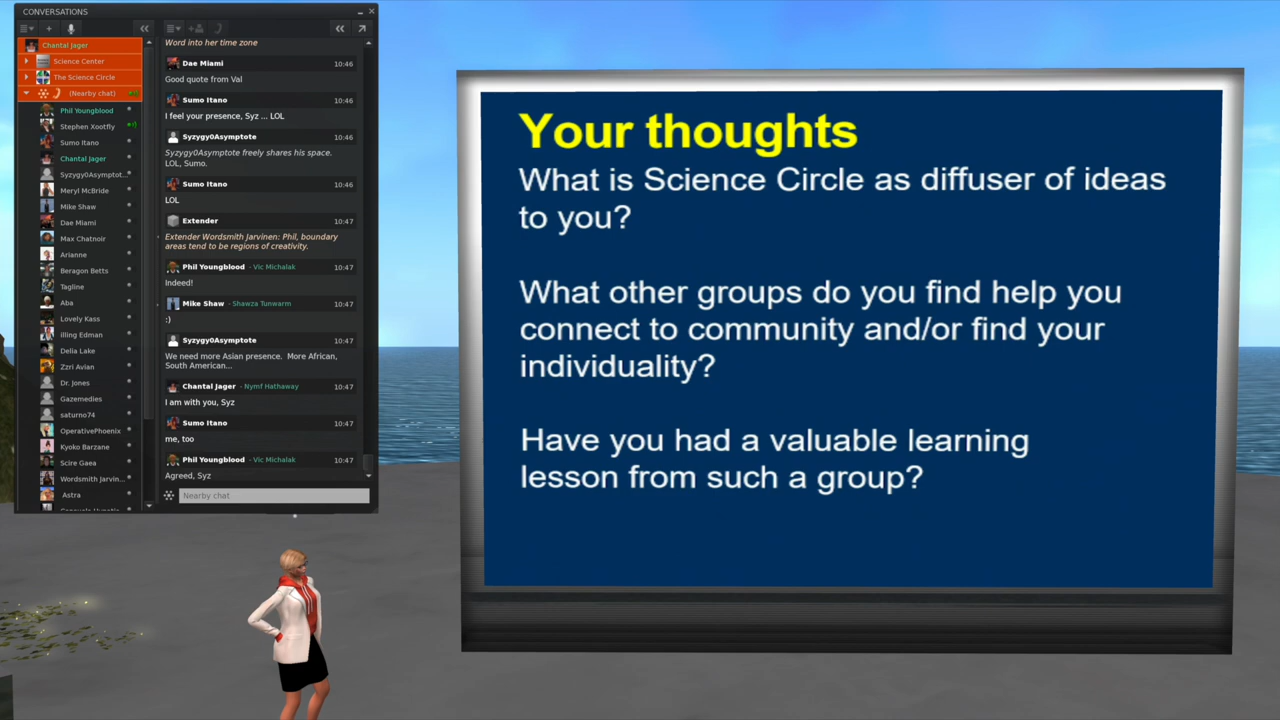 CONVERSATIONS
Chantal Jager
Science Center
The Science Circle
(Nearby chat)
Phil Youngblood
Stephen Xootfly
Sumo Itano
Chantal Jager
Syzygy0Asymptot...
Meryl McBride
Mike Shaw
Dae Miami
Max Chatnoir
Arianne
Beragon Betts
Tagline
Aba
Lovely Kass
Illing Edman
Delia Lake
Zzri Avian
Dr. Jones
Gazemedies
saturno74
OperativePhoenix
Kyoko Barzane
Scire Gaea
Wordsmith Jarvin...
Astra
Word into her time zone
Dae Miami 10:46
Good quote from Val
Sumo Itano 10:46
I feel your presence, Syz ... LOL
Syzygy0Asymptote 10:46
Syzygy0Asymptote freely shares his space.
LOL, Sumo.
Sumo Itano 10:46
LOL
Extender 10:47
Extender Wordsmith Jarvinen: Phil, boundary
areas tend to be regions of creativity.
Phil Youngblood - Vic Michalak 10:47
Indeed!
Mike Shaw - Shawza Tunwarm 10:47
:)
Syzygy0Asymptote 10:47
We need more Asian presence. More African,
South American...
Chantal Jager - Nymf Hathaway 10:47
I am with you, Syz
Sumo Itano 10:47
me, too
Phil Youngblood - Vic Michalak 10:47
Agreed, Syz
Nearby chat
Your thoughts
What is Science Circle as diffuser of ideas
to you?
What other groups do you find help you
connect to community and/or find your
individuality?
Have you had a valuable learning
lesson from such a group?